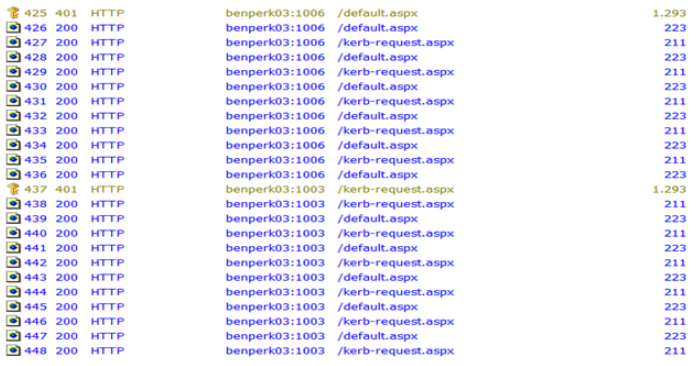 425 401 HTTP benperk03:1006 /default.aspx 1.293
426 200 HTTP benperk03:1006 /default.aspx 223
427 200 HTTP benperk03:1006 /kerb-request.aspx 211
428 200 HTTP benperk03:1006 /default.aspx 223
429 200 HTTP benperk03:1006 /kerb-request.aspx 211
430 200 HTTP benperk03:1006 /default.aspx 223
431 200 HTTP benperk03:1006 /kerb-request.aspx 211
432 200 HTTP benperk03:1006 /default.aspx 223
433 200 HTTP benperk03:1006 /kerb-request.aspx 211
434 200 HTTP benperk03:1006 /default.aspx 223
435 200 HTTP benperk03:1006 /kerb-request.aspx 211
436 200 HTTP benperk03:1006 /default.aspx 223
437 401 HTTP benperk03:1003 /kerb-request.aspx 1.293
438 200 HTTP benperk03:1003 /kerb-request.aspx 211
439 200 HTTP benperk03:1003 /default.aspx 223
440 200 HTTP benperk03:1003 /kerb-request.aspx 211
441 200 HTTP benperk03:1003 /default.aspx 223
442 200 HTTP benperk03:1003 /kerb-request.aspx 211
443 200 HTTP benperk03:1003 /default.aspx 223
444 200 HTTP benperk03:1003 /kerb-request.aspx 211
445 200 HTTP benperk03:1003 /default.aspx 223
446 200 HTTP benperk03:1003 /kerb-request.aspx 211
447 200 HTTP benperk03:1003 /default.aspx 223
448 200 HTTP benperk03:1003 /kerb-request.aspx 211